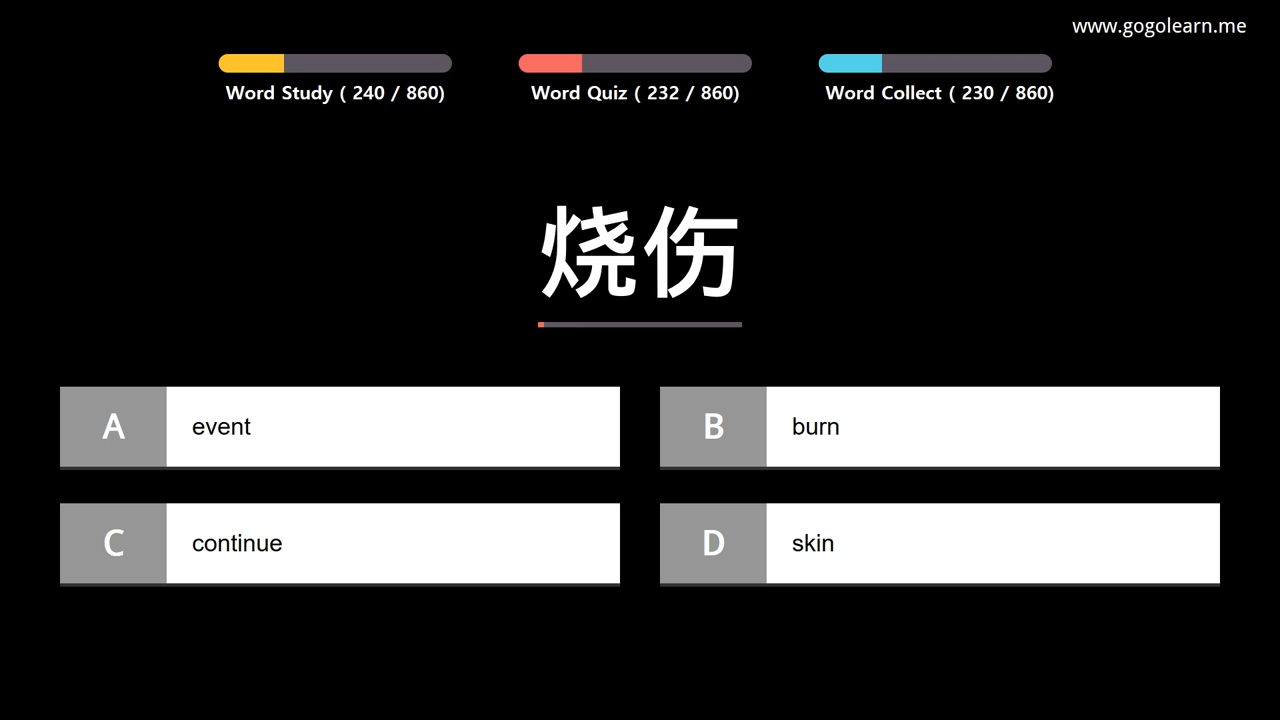 www.gogolearn.me
Word Study ( 240 / 860)
Word Quiz ( 232 / 860)
Word Collect ( 230 / 860)
烧伤
A event
B burn
C continue
D skin